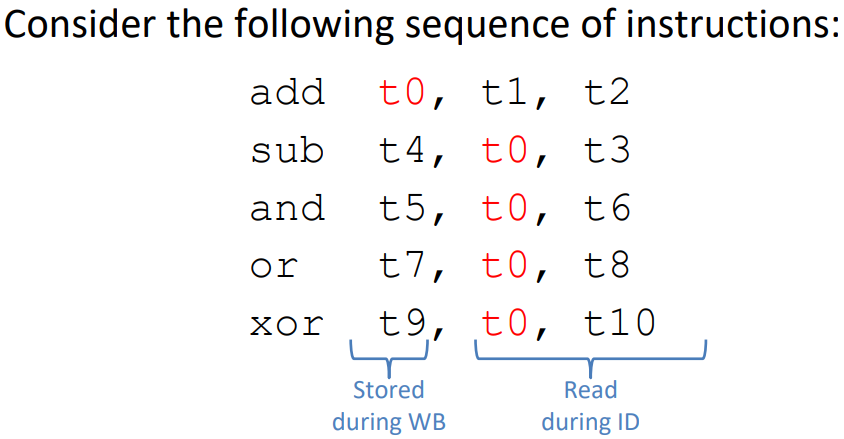 Consider the following sequence of instructions:
add t0, t1, t2
sub t4, t0, t3
and t5, t0, t6
or t7, t0, t8
xor t9, t0, t10
Stored Read
during WB during ID